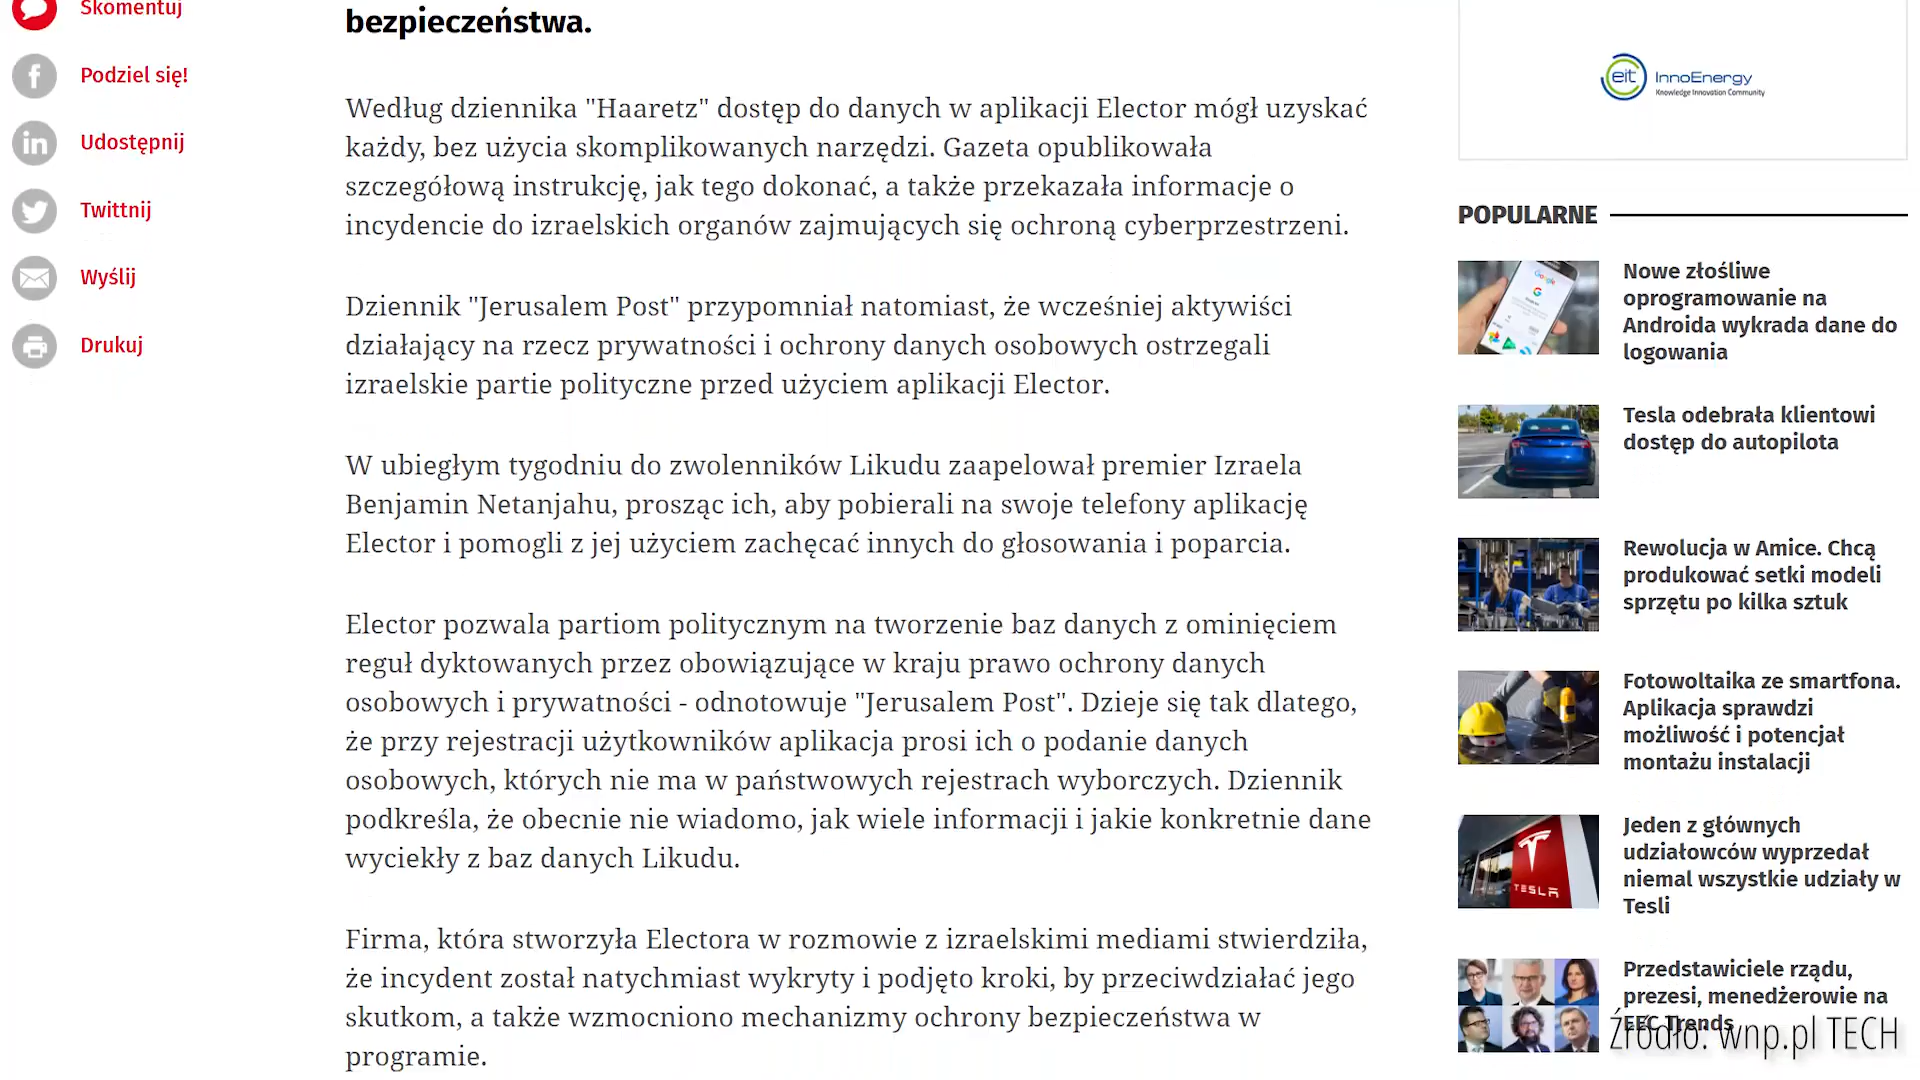 Skomentuj
Podziel się!
Udostępnij
Twittnij
Wyślij
Drukuj
bezpieczeństwa.
Według dziennika "Haaretz" dostęp do danych w aplikacji Elector mógł uzyskać
każdy, bez użycia skomplikowanych narzędzi. Gazeta opublikowała
szczegółową instrukcję, jak tego dokonać, a także przekazała informacje o
incydencie do izraelskich organów zajmujących się ochroną cyberprzestrzeni.
Dziennik "Jerusalem Post" przypomniał natomiast, że wcześniej aktywiści
działający na rzecz prywatności i ochrony danych osobowych ostrzegali
izraelskie partie polityczne przed użyciem aplikacji Elector.
W ubiegłym tygodniu do zwolenników Likudu zaapelował premier Izraela
Benjamin Netanjahu, prosząc ich, aby pobierali na swoje telefony aplikację
Elector i pomogli z jej użyciem zachęcać innych do głosowania i poparcia.
Elector pozwala partiom politycznym na tworzenie baz danych z ominięciem
reguł dyktowanych przez obowiązujące w kraju prawo ochrony danych
osobowych i prywatności - odnotowuje "Jerusalem Post". Dzieje się tak dlatego,
że przy rejestracji użytkowników aplikacja prosi ich o podanie danych
osobowych, których nie ma w państwowych rejestrach wyborczych. Dziennik
podkreśla, że obecnie nie wiadomo, jak wiele informacji i jakie konkretnie dane
wyciekły z baz danych Likudu.
Firma, która stworzyła Electora w rozmowie z izraelskimi mediami stwierdziła,
że incydent został natychmiast wykryty i podjęto kroki, by przeciwdziałać jego
skutkom, a także wzmocniono mechanizmy ochrony bezpieczeństwa w
programie.
eit InnoEnergy
Knowledge Innovation Community
POPULARNE
Google
Nowe złośliwe
oprogramowanie na
Androida wykrada dane do
logowania
Tesla odebrała klientowi
dostęp do autopilota
Rewolucja w Amice. Chcą
produkować setki modeli
sprzętu po kilka sztuk
Fotowoltaika ze smartfona.
Aplikacja sprawdzi
możliwość i potencjał
montażu instalacji
TESLA
Jeden z głównych
udziałowców wyprzedał
niemal wszystkie udziały w
Tesli
Przedstawiciele rządu,
prezesi, menedżerowie na
EEC Trends
Źródło: wnp.pl TECH